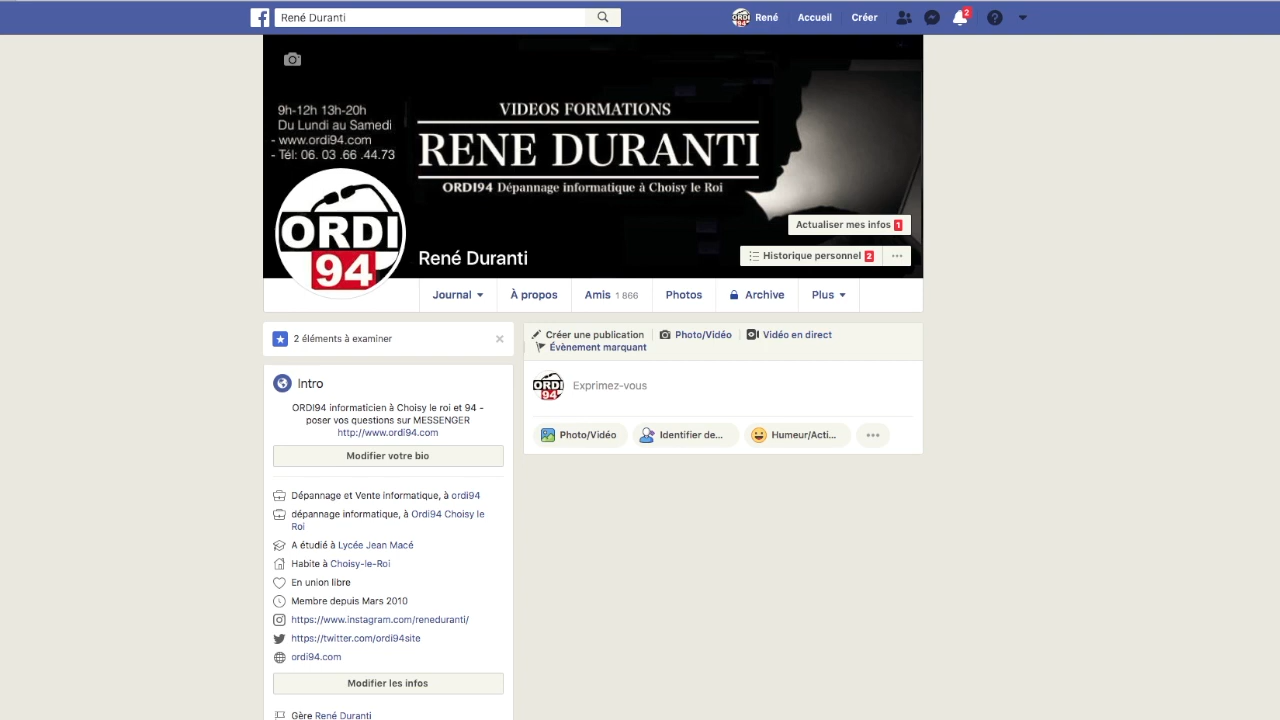 René Duranti
ORDI 94
René
Accueil
Créer
2
9h-12h 13h-20h
Du Lundi au Samedi
- www.ordi94.com
- Tél: 06. 03 .66 .44.73
VIDEOS FORMATIONS
RENE DURANTI
ORDI94 Dépannage informatique à Choisy le Roi
ORDI
94
René Duranti
Actualiser mes infos 1
Historique personnel 2
Journal
À propos
Amis 1 866
Photos
Archive
Plus
2 éléments à examiner
Intro
ORDI94 informaticien à Choisy le roi et 94 -
poser vos questions sur MESSENGER
http://www.ordi94.com
Modifier votre bio
Dépannage et Vente informatique, à ordi94
dépannage informatique, à Ordi94 Choisy le
Roi
A étudié à Lycée Jean Macé
Habite à Choisy-le-Roi
En union libre
Membre depuis Mars 2010
https://www.instagram.com/reneduranti/
https://twitter.com/ordi94site
ordi94.com
Modifier les infos
Gère René Duranti
Créer une publication
Photo/Vidéo
Vidéo en direct
Évènement marquant
ORDI
94
Exprimez-vous
Photo/Vidéo
Identifier de...
Humeur/Acti...